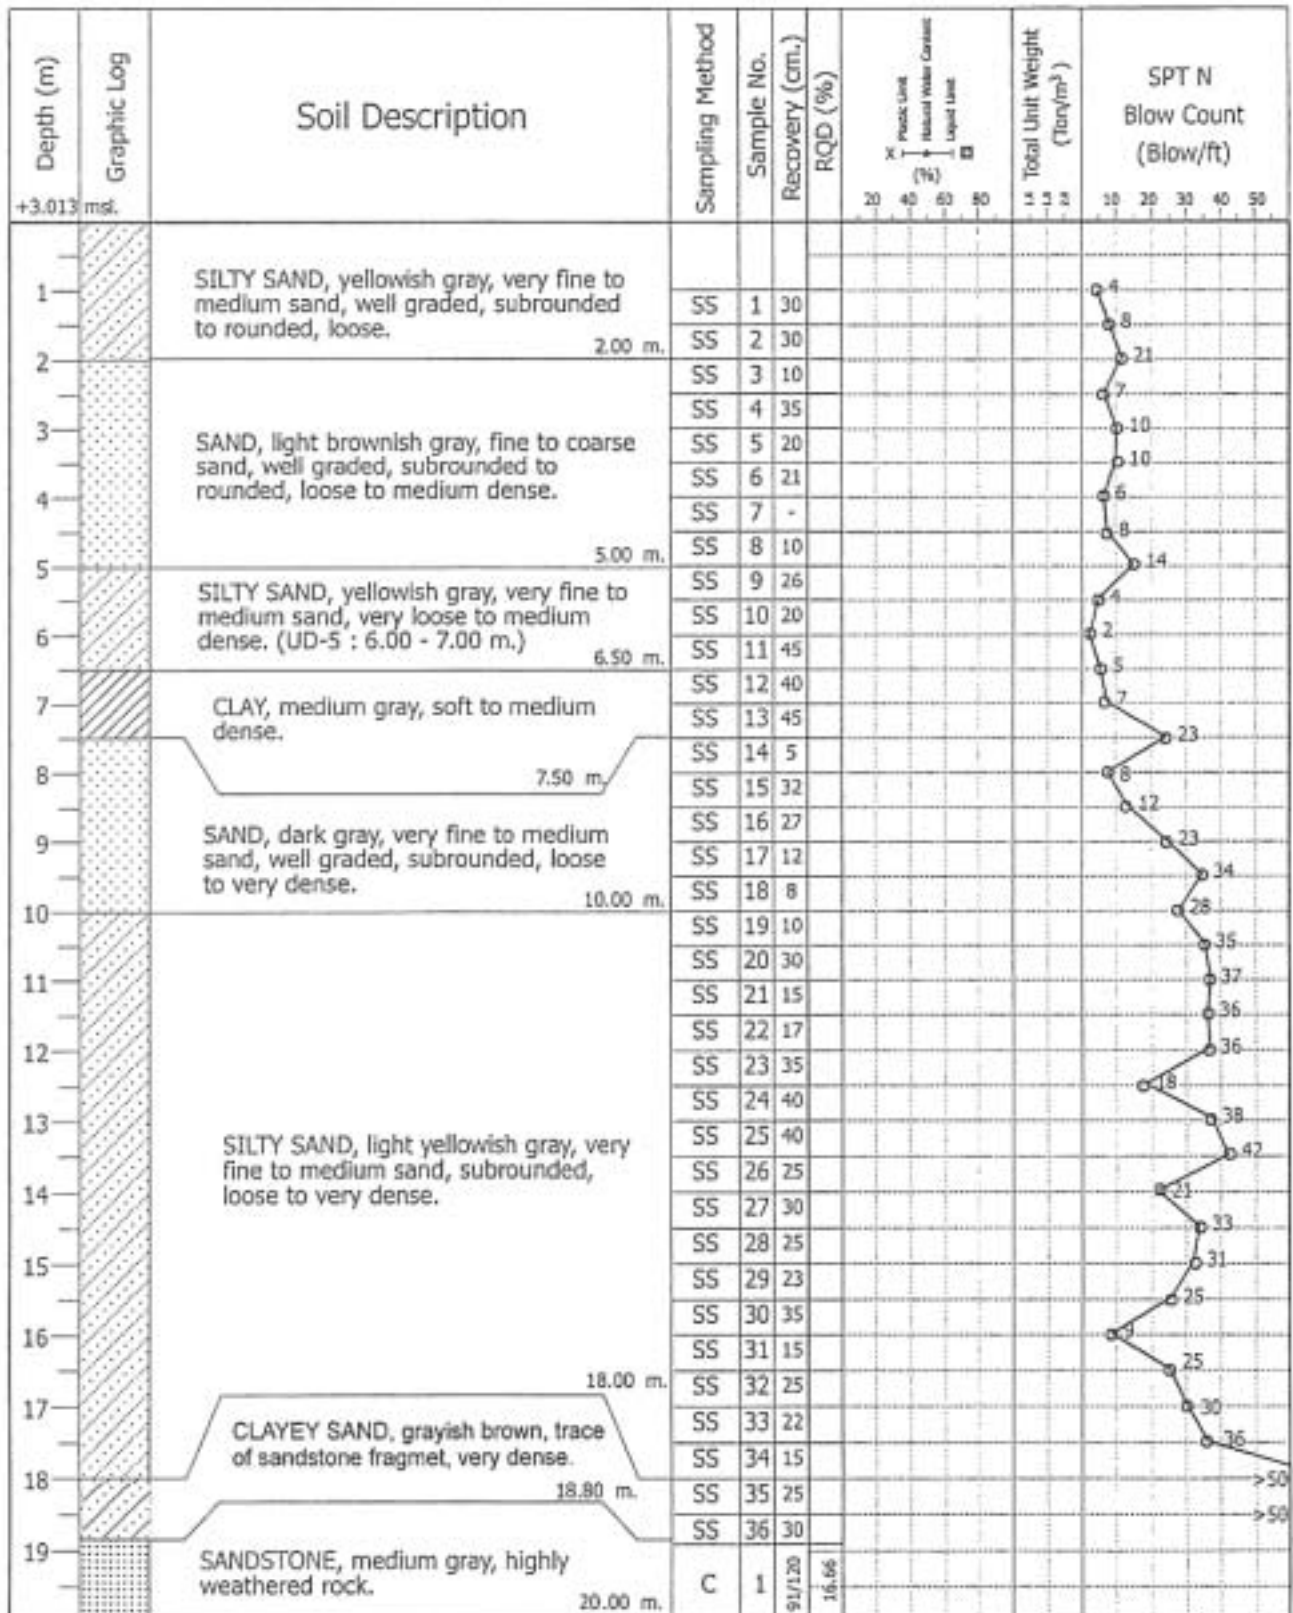 Depth (m)
+3.013 msl.
Graphic Log
Soil Description
Sampling Method
Sample No.
Recovery (cm.)
RQD (%)
Plastic Limit
Natural Water Content
Liquid Limit
(%)
20 40 60 80
Total Unit Weight
(Ton/m³)
SPT N
Blow Count
(Blow/ft)
5 10 20 30 40 50
1
2
3
4
5
6
7
8
9
10
11
12
13
14
15
16
17
18
19
SILTY SAND, yellowish gray, very fine to
medium sand, well graded, subrounded
to rounded, loose.
2.00 m.
SAND, light brownish gray, fine to coarse
sand, well graded, subrounded to
rounded, loose to medium dense.
5.00 m.
SILTY SAND, yellowish gray, very fine to
medium sand, very loose to medium
dense. (UD-5 : 6.00 - 7.00 m.)
6.50 m.
CLAY, medium gray, soft to medium
dense.
7.50 m.
SAND, dark gray, very fine to medium
sand, well graded, subrounded, loose
to very dense.
10.00 m.
SILTY SAND, light yellowish gray, very
fine to medium sand, subrounded,
loose to very dense.
18.00 m.
CLAYEY SAND, grayish brown, trace
of sandstone fragmet, very dense.
18.80 m.
SANDSTONE, medium gray, highly
weathered rock.
20.00 m.
SS 1 30
SS 2 30
SS 3 10
SS 4 35
SS 5 20
SS 6 21
SS 7 -
SS 8 10
SS 9 26
SS 10 20
SS 11 45
SS 12 40
SS 13 45
SS 14 5
SS 15 32
SS 16 27
SS 17 12
SS 18 8
SS 19 10
SS 20 30
SS 21 15
SS 22 17
SS 23 35
SS 24 40
SS 25 40
SS 26 25
SS 27 30
SS 28 25
SS 29 23
SS 30 35
SS 31 15
SS 32 25
SS 33 22
SS 34 15
SS 35 25
SS 36 30
C 1 91/120 16.66
4
8
21
7
10
10
6
8
14
4
2
5
7
23
8
12
23
34
28
35
37
36
36
18
38
42
21
33
31
25
9
25
30
36
>50
>50